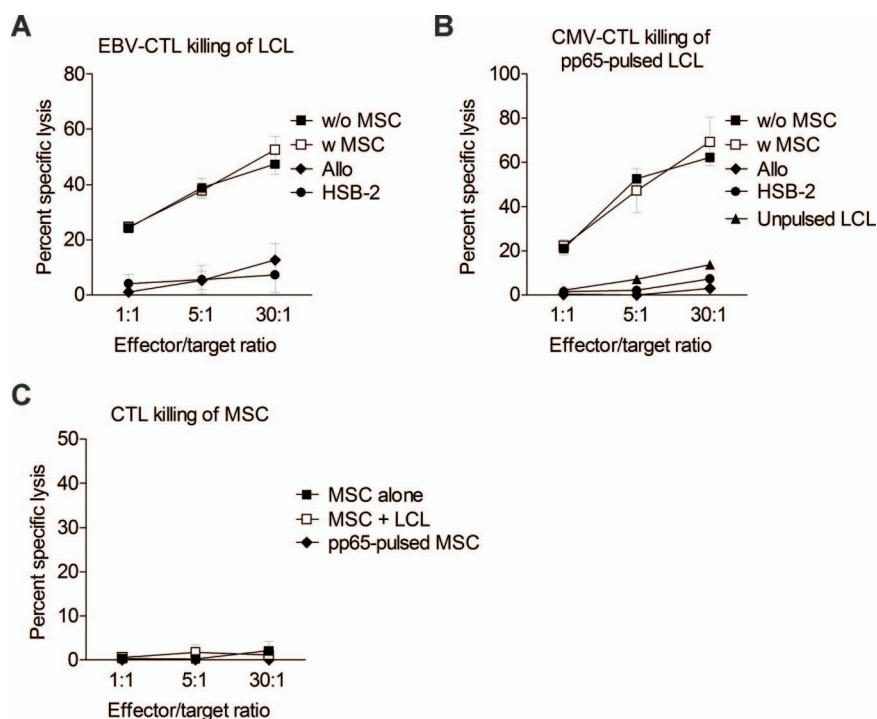 A
EBV-CTL killing of LCL
Percent specific lysis
80
60
40
20
0
1:1
5:1
30:1
Effector/target ratio
w/o MSC
w MSC
Allo
HSB-2
B
CMV-CTL killing of
pp65-pulsed LCL
Percent specific lysis
100
80
60
40
20
0
1:1
5:1
30:1
Effector/target ratio
w/o MSC
w MSC
Allo
HSB-2
Unpulsed LCL
C
CTL killing of MSC
Percent specific lysis
50
40
30
20
10
0
1:1
5:1
30:1
Effector/target ratio
MSC alone
MSC + LCL
pp65-pulsed MSC